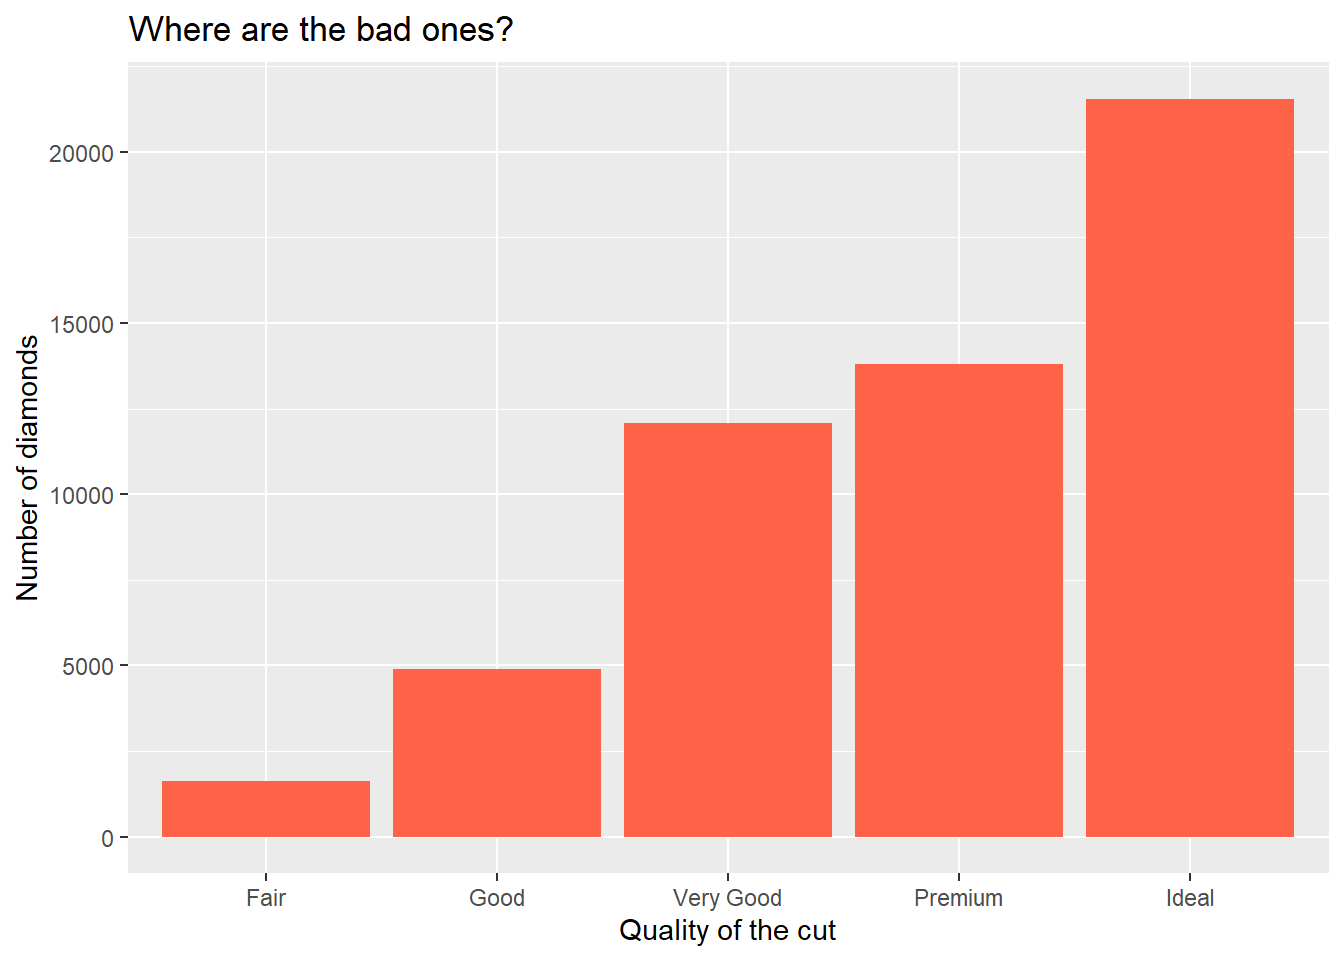 Where are the bad ones?
Number of diamonds
20000
15000
10000
5000
0
Fair
Good
Very Good
Premium
Ideal
Quality of the cut